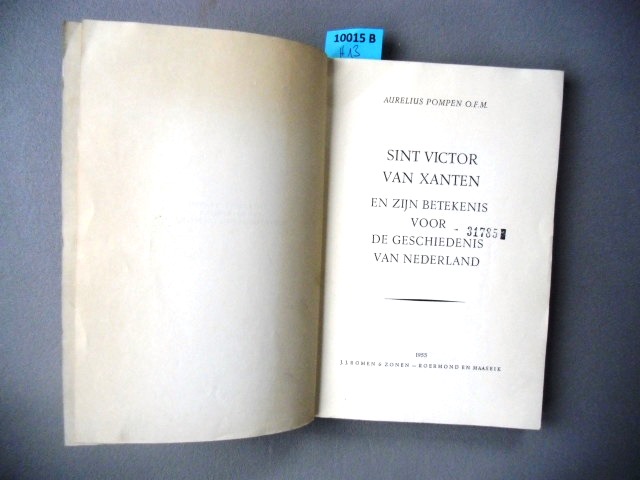 10015 B
# 13
AURELIUS POMPEN O.F.M.
SINT VICTOR
VAN XANTEN
EN ZIJN BETEKENIS
VOOR
- 31785
DE GESCHIEDENIS
VAN NEDERLAND
1955
J. J. ROMEN & ZONEN — ROERMOND EN MAASEIK